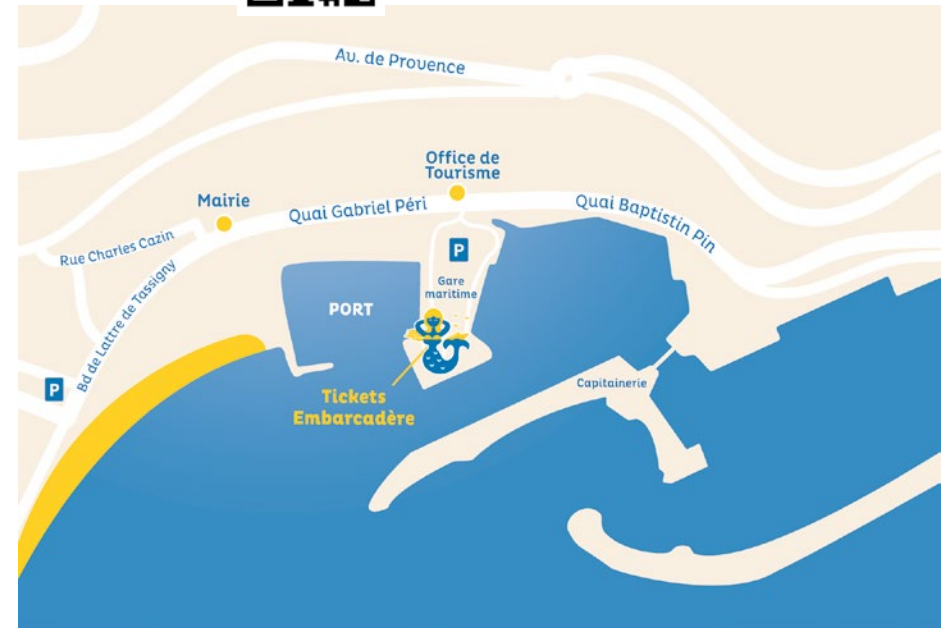 Av. de Provence
Office de
Tourisme
Mairie
Quai Gabriel Péri
Quai Baptistin Pin
Rue Charles Cazin
P
Gare
maritime
PORT
Bd de Lattre de Tassigny
P
Capitainerie
Tickets
Embarcadère